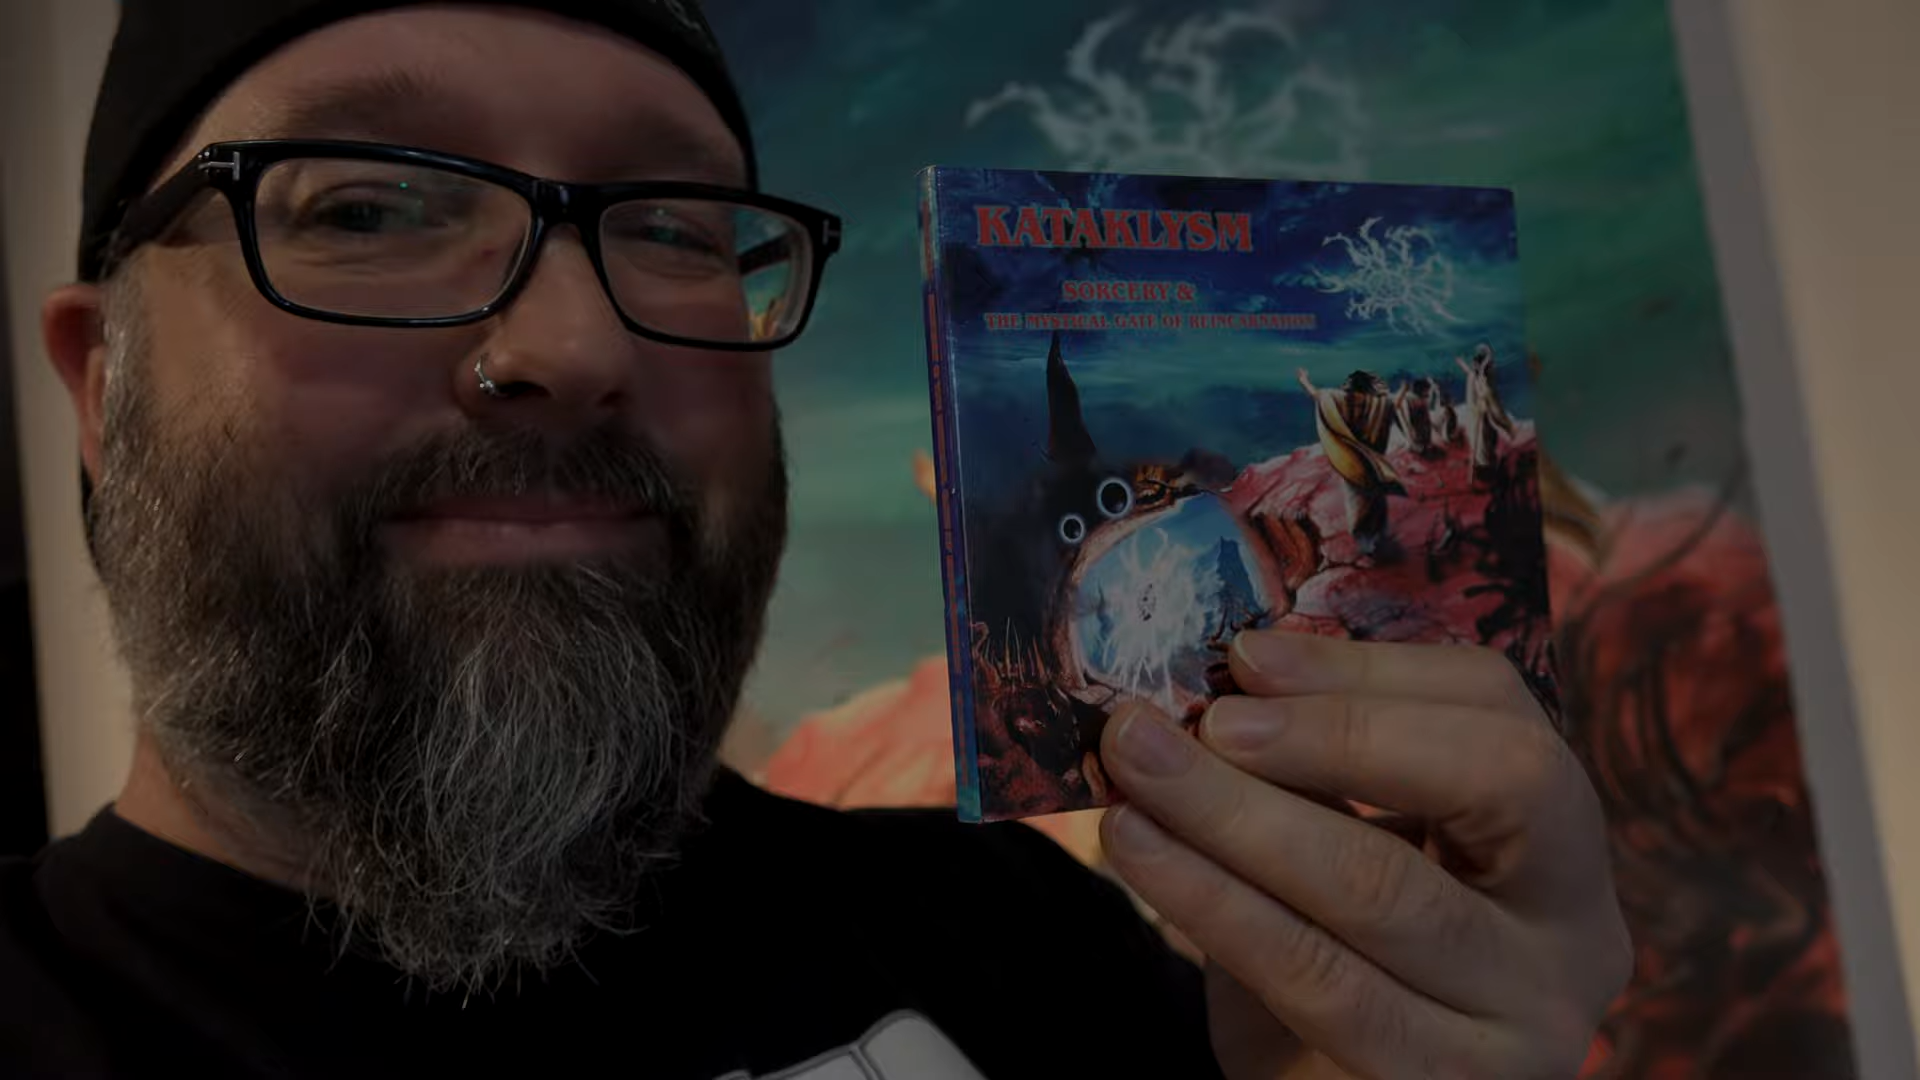 KATAKLYSM
SORCERY &
THE MYSTICAL GATE OF REINCARNATION